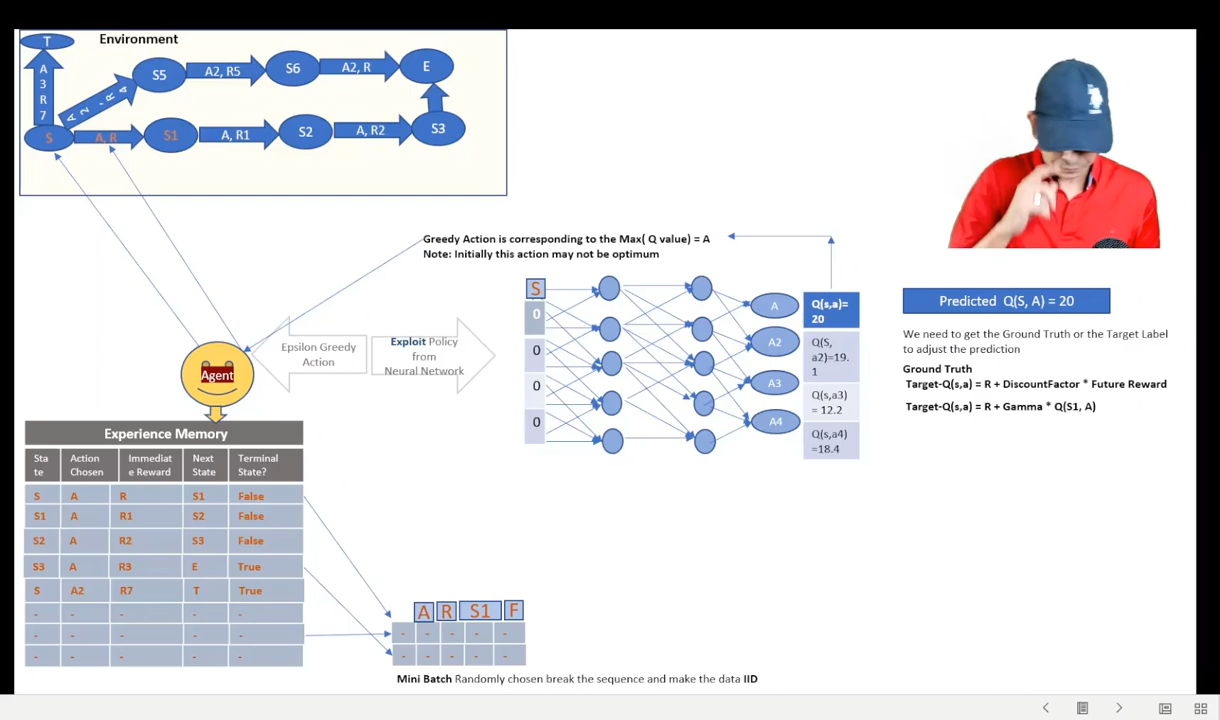 Environment
T
A
3
R
7
A2, R4
S5
A2, R5
S6
A2, R
E
S
A, R
S1
A, R1
S2
A, R2
S3
Greedy Action is corresponding to the Max( Q value) = A
Note: Initially this action may not be optimum
Agent
Epsilon Greedy
Action
Exploit Policy
from
Neural Network
S
0
0
0
0
A
A2
A3
A4
Q(s,a)=
20
Q(S,
a2)=19.
1
Q(s,a3)
= 12.2
Q(s,a4)
=18.4
Predicted Q(S, A) = 20
We need to get the Ground Truth or the Target Label
to adjust the prediction
Ground Truth
Target-Q(s,a) = R + DiscountFactor * Future Reward
Target-Q(s,a) = R + Gamma * Q(S1, A)
Experience Memory
Sta
te
Action
Chosen
Immediat
e Reward
Next
State
Terminal
State?
S A R S1 False
S1 A R1 S2 False
S2 A R2 S3 False
S3 A R3 E True
S A2 R7 T True
- - - - -
- - - - -
- - - - -
A R S1 F
- - - - -
- - - - -
Mini Batch Randomly chosen break the sequence and make the data IID